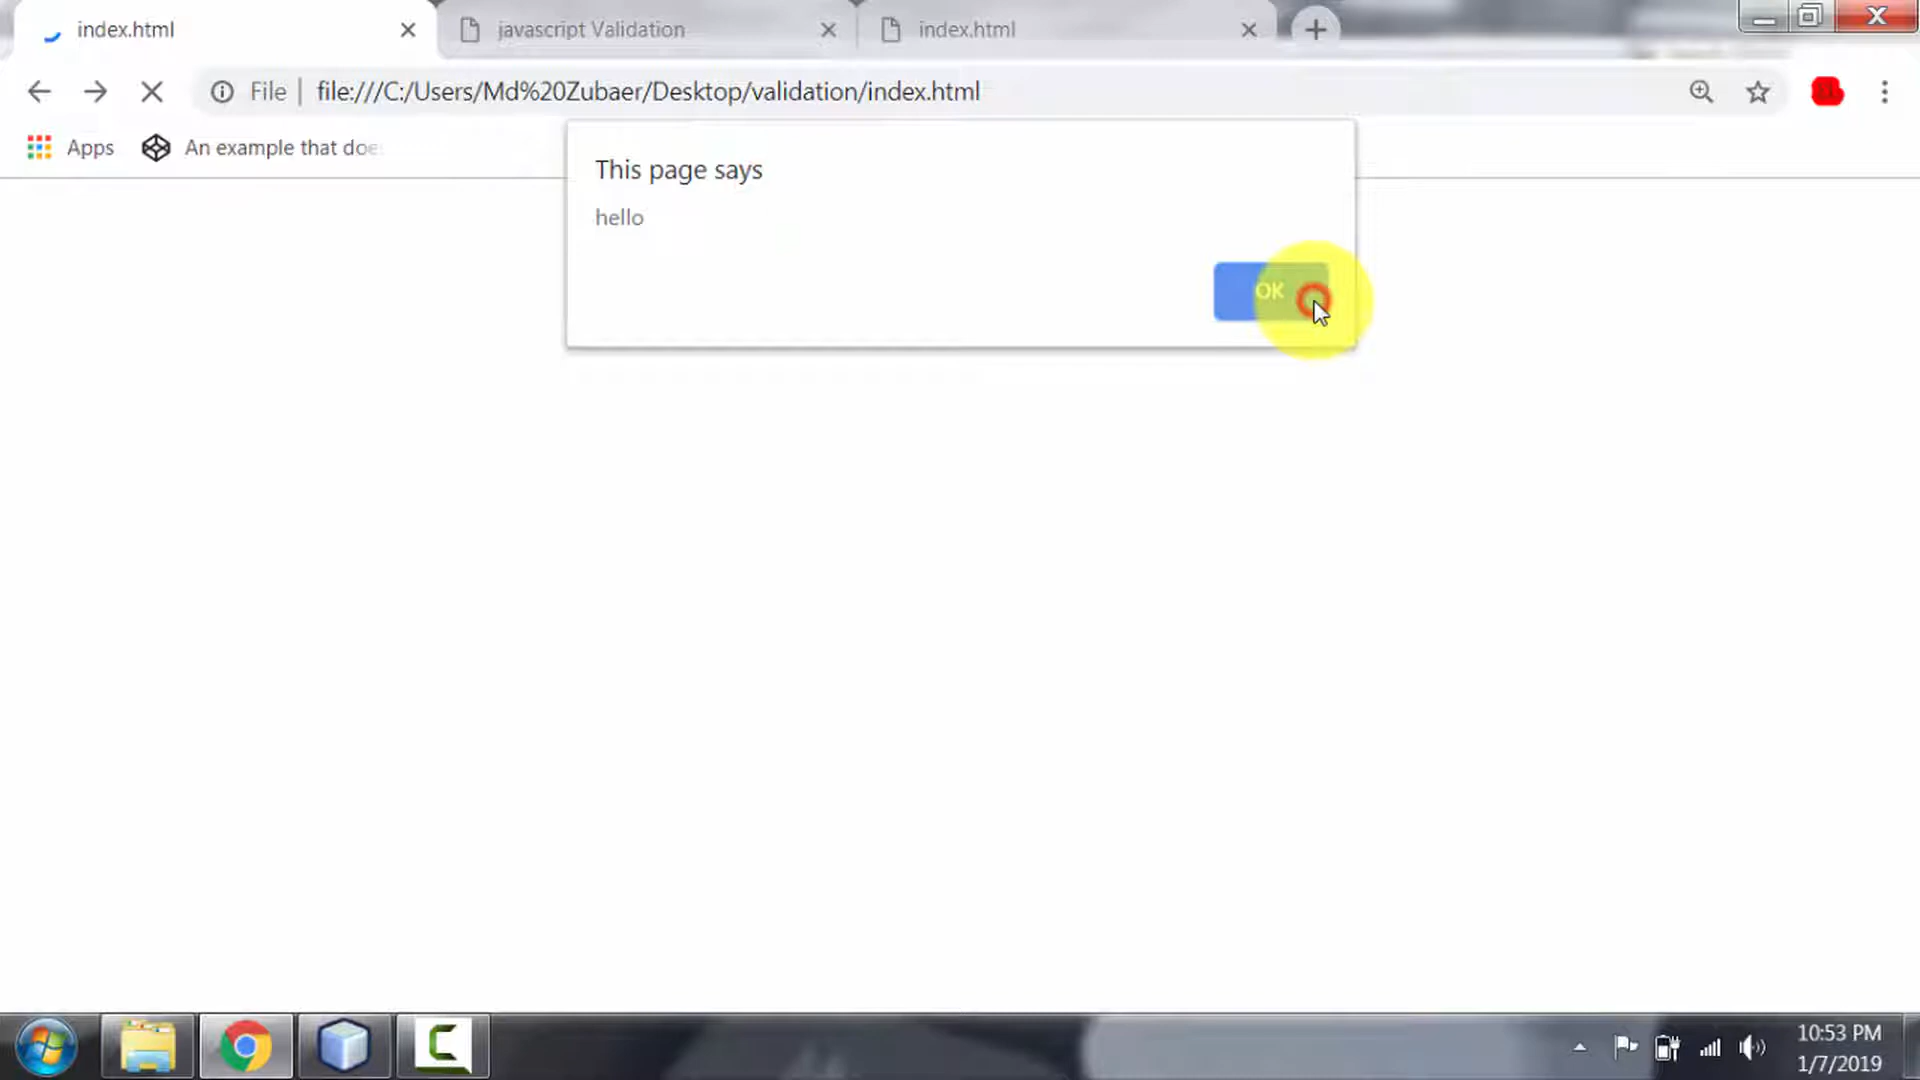 index.html
javascript Validation
index.html
File
file:///C:/Users/Md%20Zubaer/Desktop/validation/index.html
Apps
An example that doe
This page says
hello
OK
10:53 PM
1/7/2019